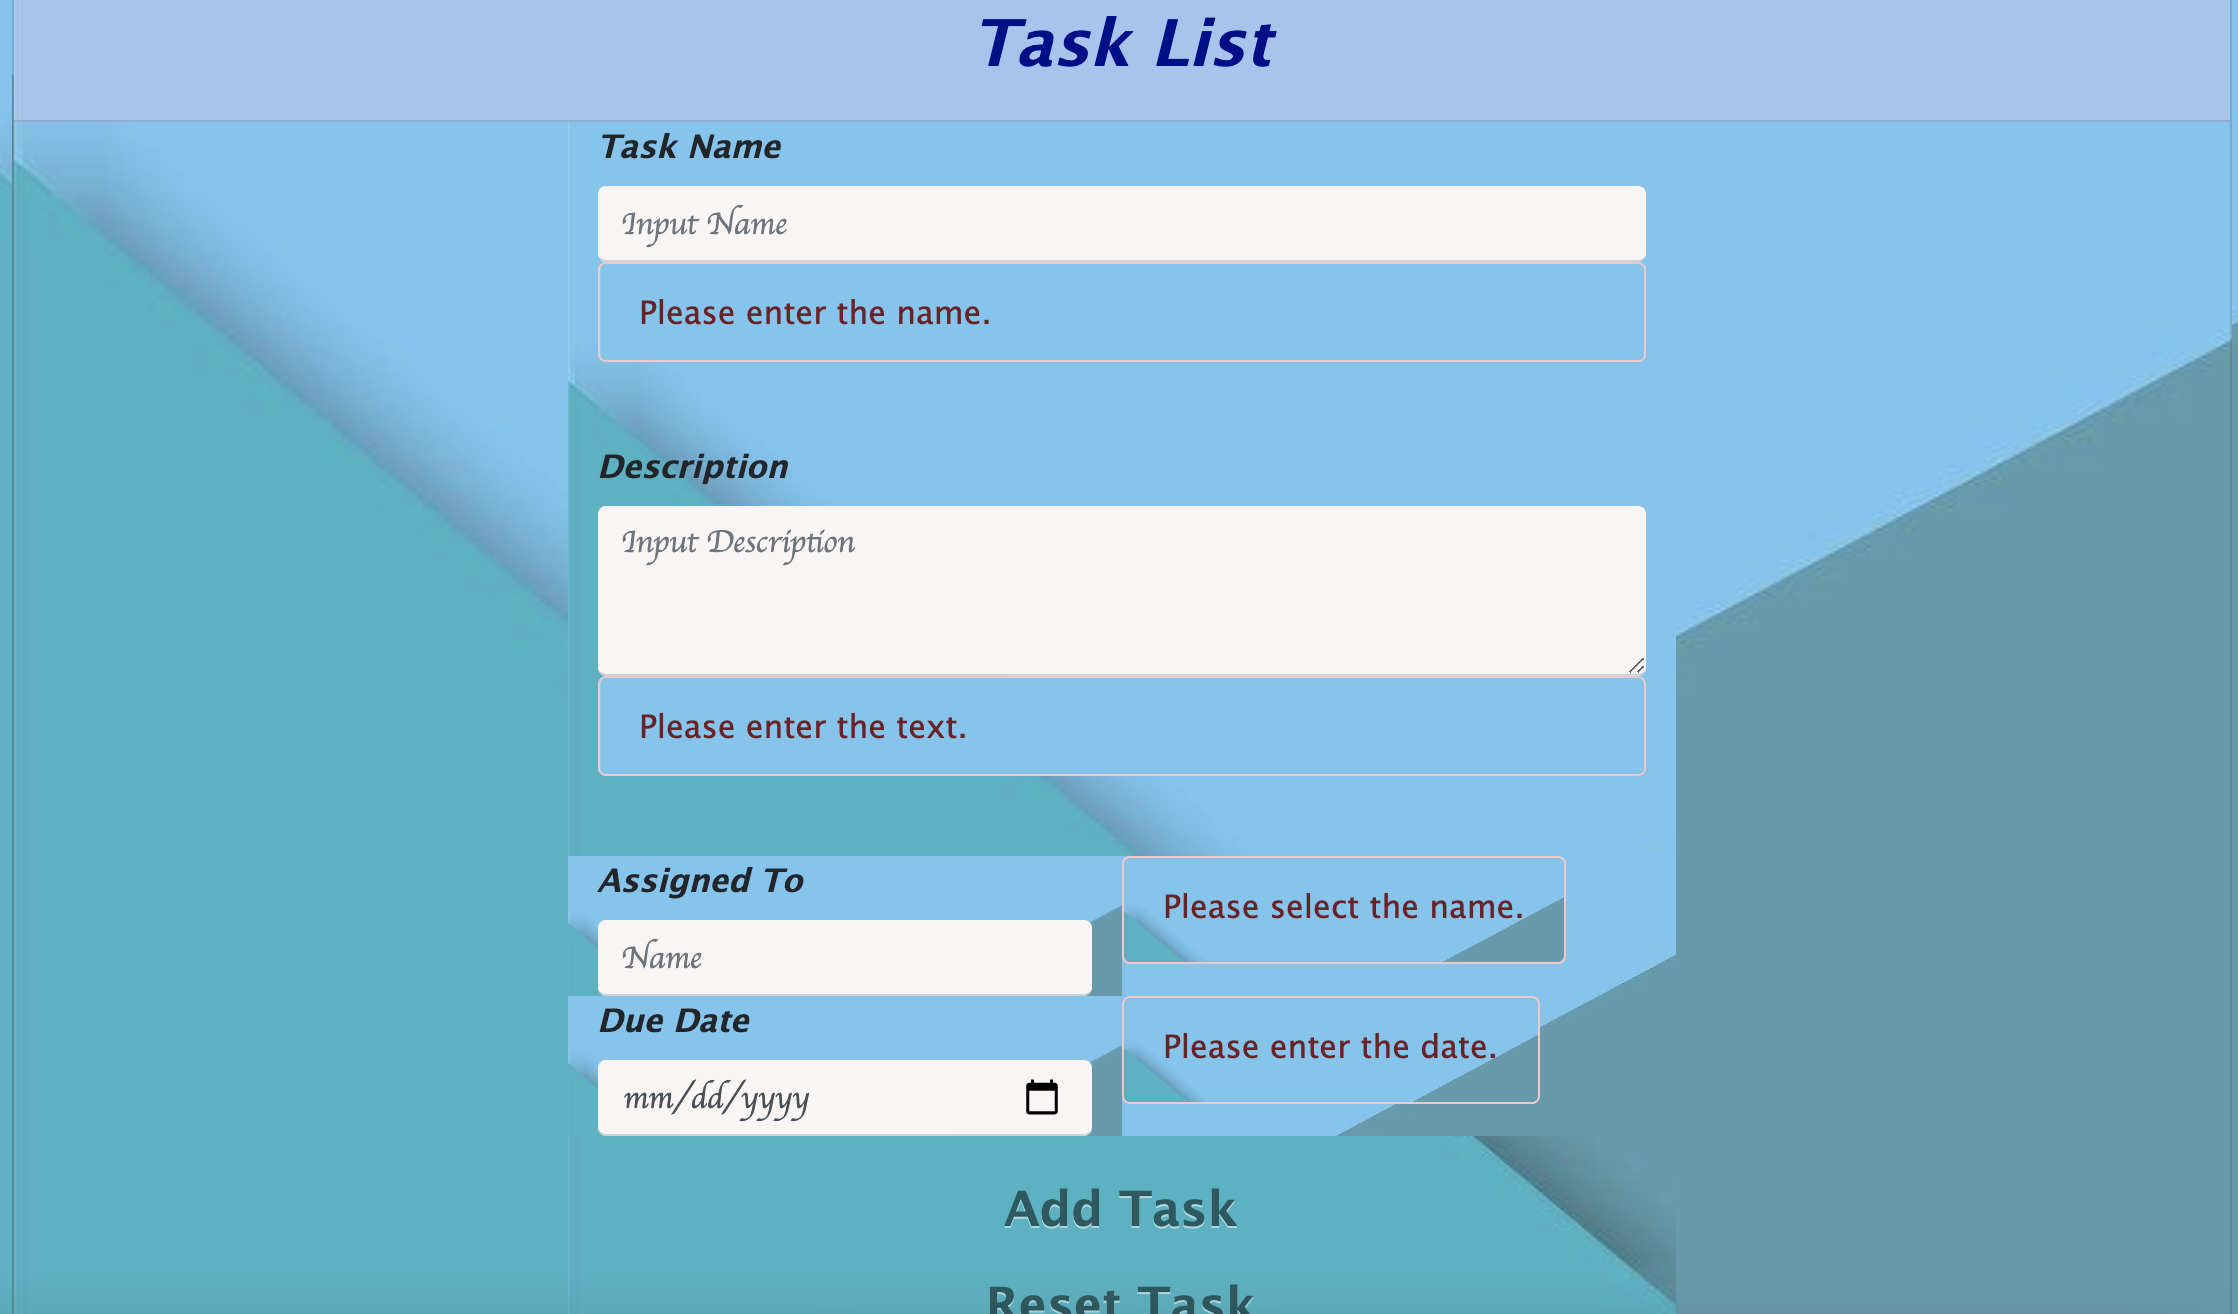 Task List
Task Name
Input Name
Please enter the name.
Description
Input Description
Please enter the text.
Assigned To
Please select the name.
Name
Due Date
Please enter the date.
mm/dd/yyyy
Add Task
Reset Task